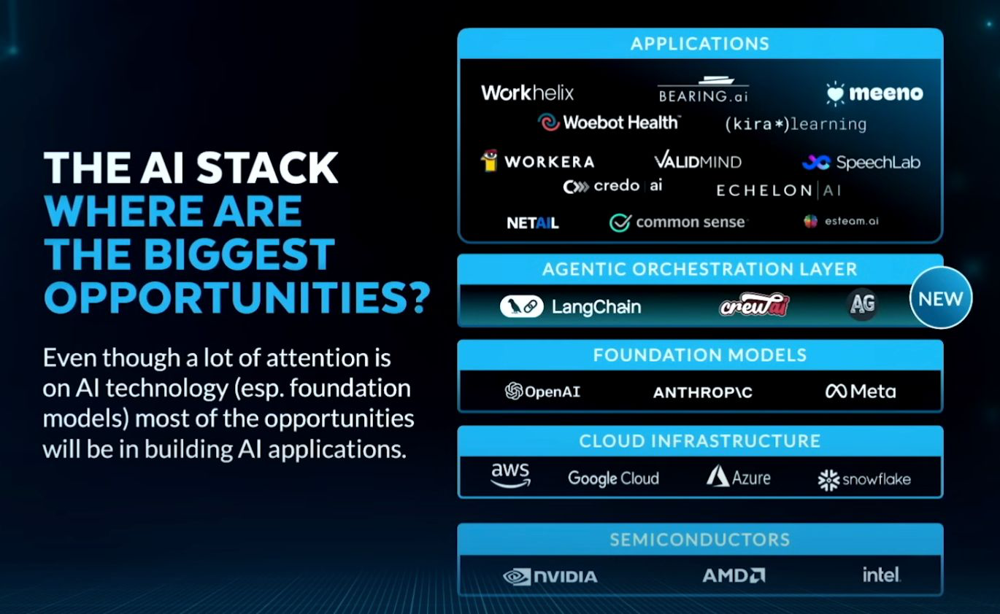 THE AI STACK
WHERE ARE
THE BIGGEST
OPPORTUNITIES?
Even though a lot of attention is
on AI technology (esp. foundation
models) most of the opportunities
will be in building AI applications.
APPLICATIONS
Workhelix BEARING.ai meeno
Woebot Health™ (kira*)learning
WORKERA VALIDMIND SpeechLab
credo ai ECHELON|AI
NETAIL common sense esteam.ai
AGENTIC ORCHESTRATION LAYER
LangChain crewai AG NEW
FOUNDATION MODELS
OpenAI ANTHROP\C Meta
CLOUD INFRASTRUCTURE
aws Google Cloud Azure snowflake
SEMICONDUCTORS
NVIDIA AMD intel.